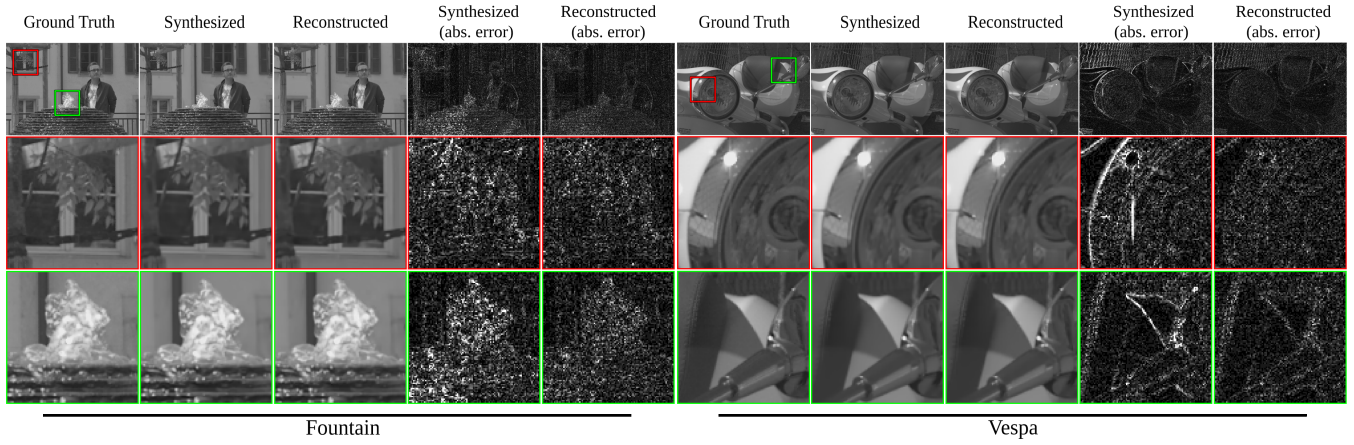 Ground Truth
Synthesized
Reconstructed
Synthesized
(abs. error)
Reconstructed
(abs. error)
Ground Truth
Synthesized
Reconstructed
Synthesized
(abs. error)
Reconstructed
(abs. error)
Fountain
Vespa